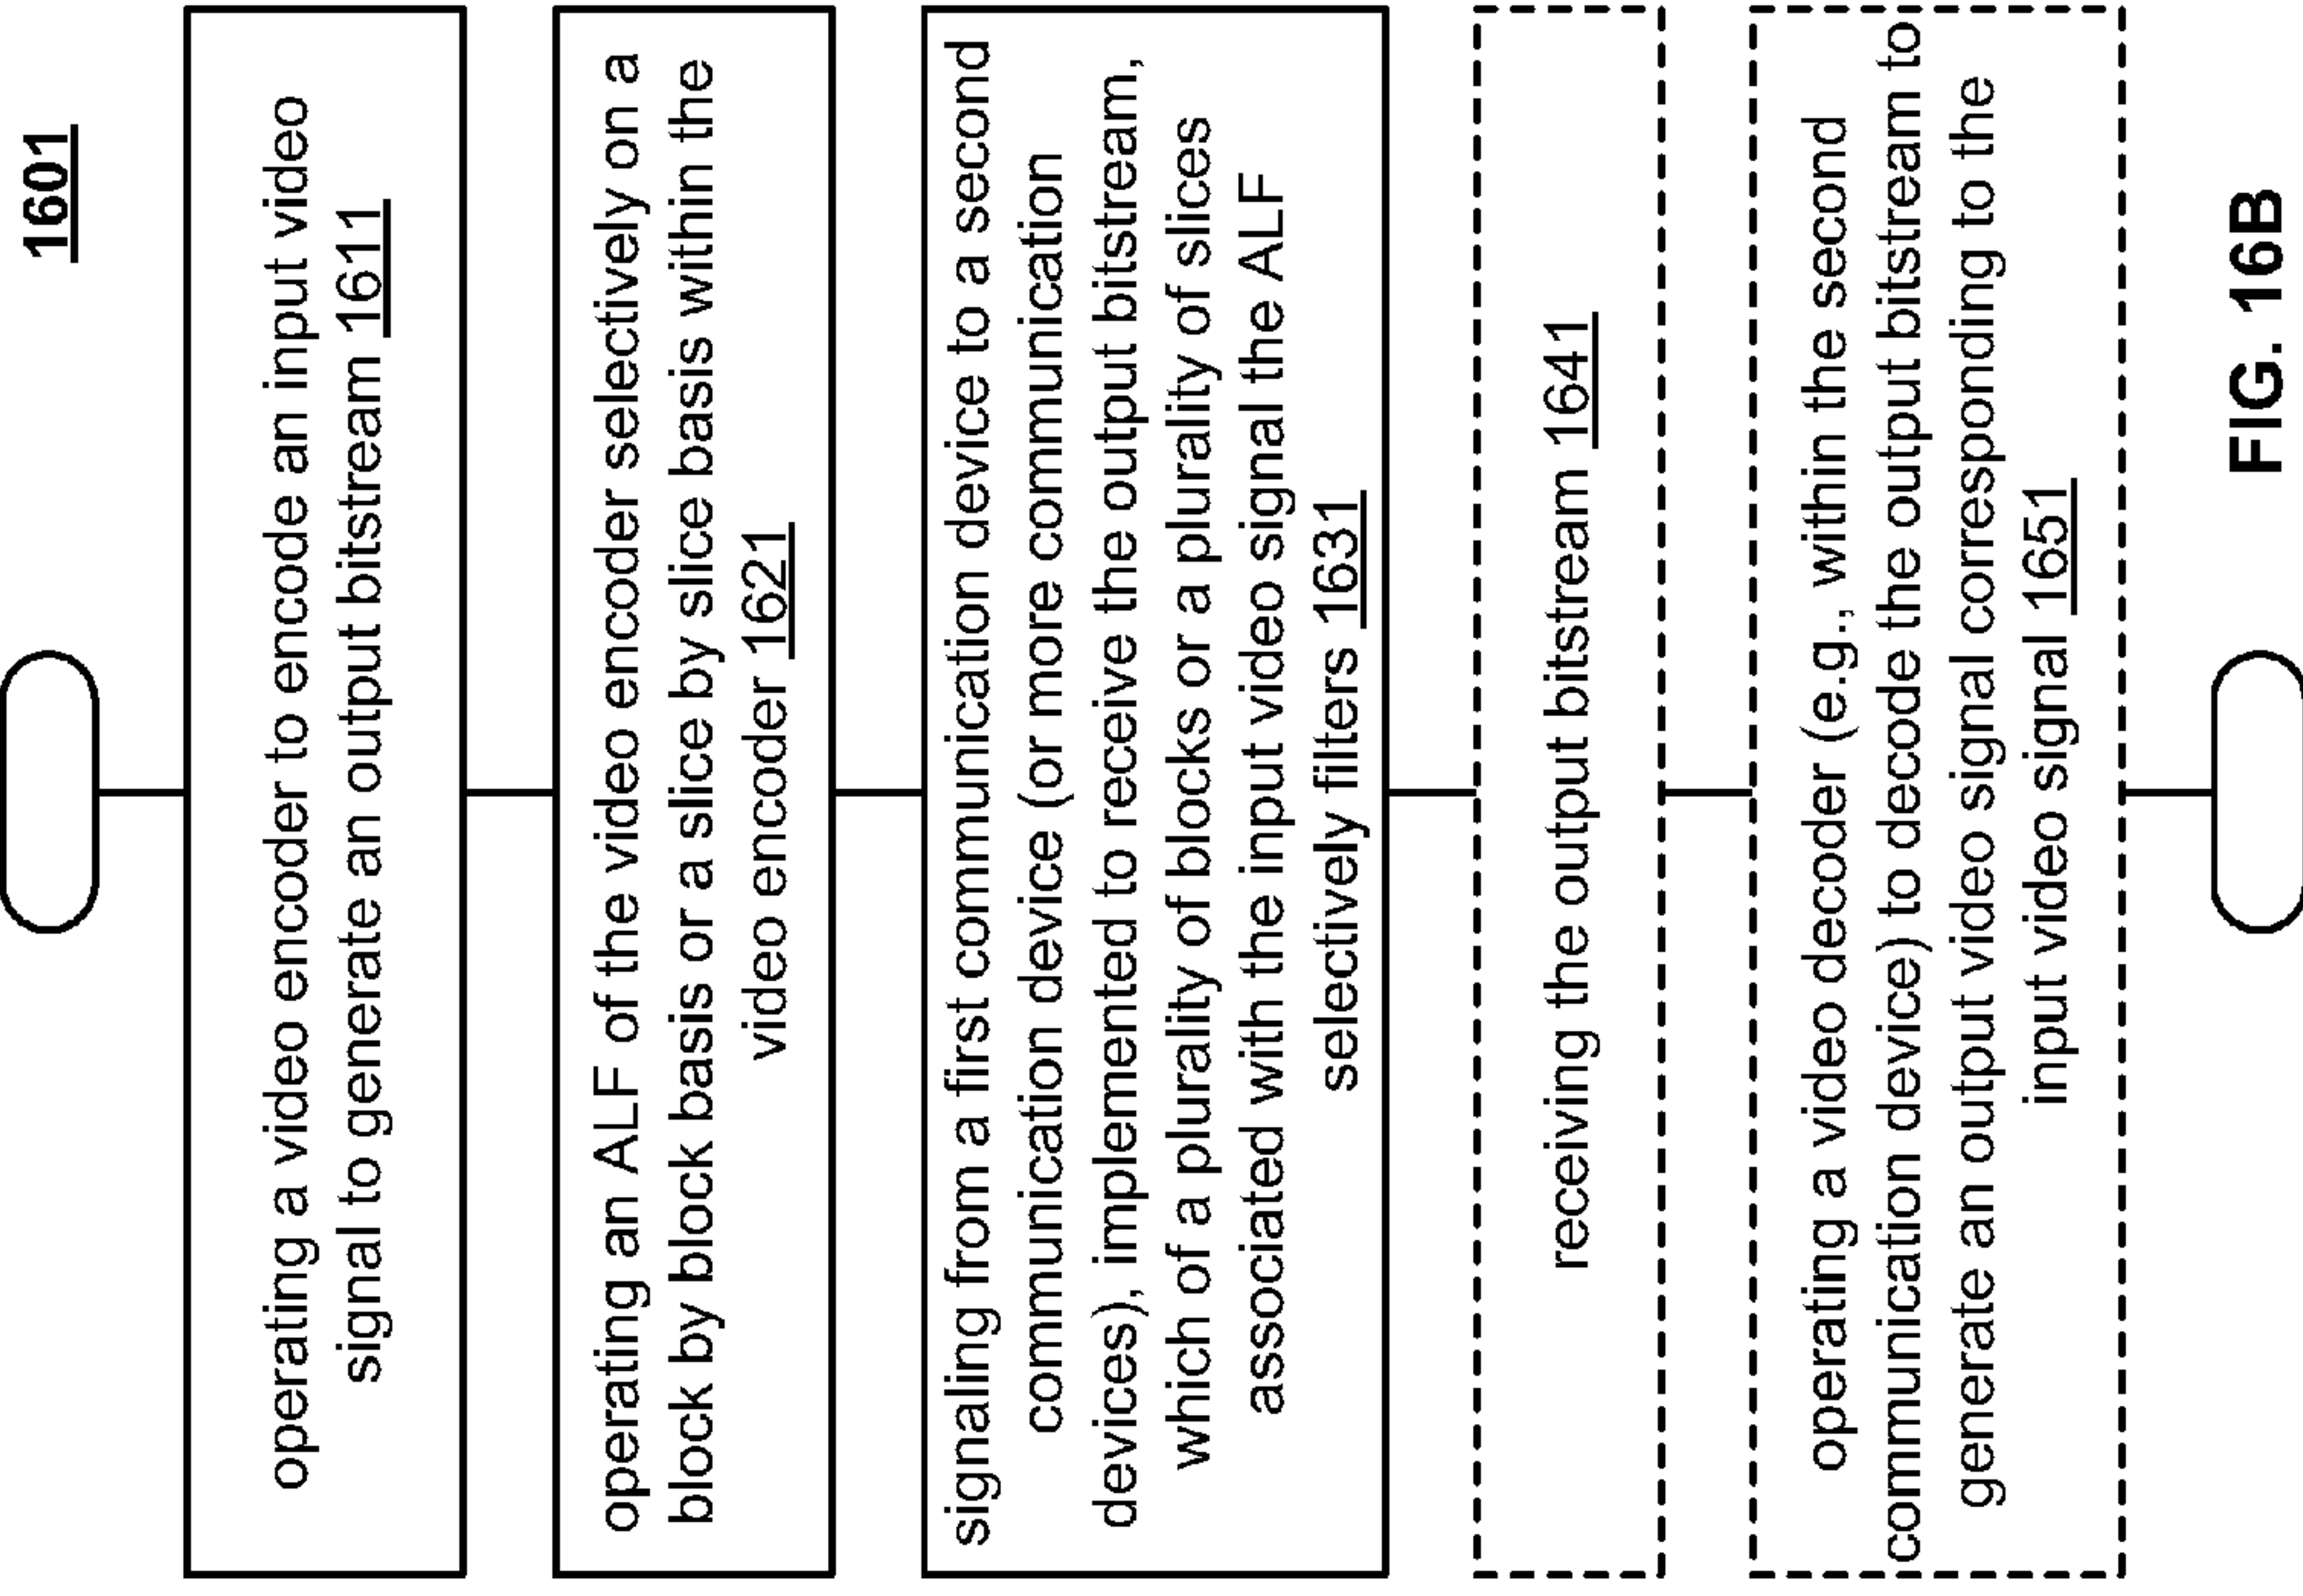 1601
operating a video encoder to encode an input video
signal to generate an output bitstream 1611
operating an ALF of the video encoder selectively on a
block by block basis or a slice by slice basis within the
video encoder 1621
signaling from a first communication device to a second
communication device (or more communication
devices), implemented to receive the output bitstream,
which of a plurality of blocks or a plurality of slices
associated with the input video signal the ALF
selectively filters 1631
receiving the output bitstream 1641
operating a video decoder (e.g., within the second
communication device) to decode the output bitstream to
generate an output video signal corresponding to the
input video signal 1651
FIG. 16B